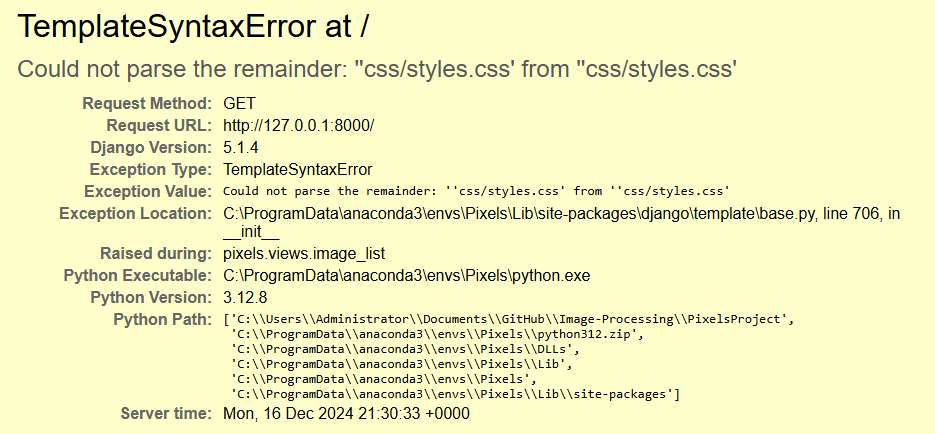 TemplateSyntaxError at /
Could not parse the remainder: ''css/styles.css' from ''css/styles.css'
Request Method: GET
Request URL: http://127.0.0.1:8000/
Django Version: 5.1.4
Exception Type: TemplateSyntaxError
Exception Value: Could not parse the remainder: ''css/styles.css' from ''css/styles.css'
Exception Location: C:\ProgramData\anaconda3\envs\Pixels\Lib\site-packages\django\template\base.py, line 706, in
__init__
Raised during: pixels.views.image_list
Python Executable: C:\ProgramData\anaconda3\envs\Pixels\python.exe
Python Version: 3.12.8
Python Path: ['C:\\Users\\Administrator\\Documents\\GitHub\\Image-Processing\\PixelsProject',
'C:\\ProgramData\\anaconda3\\envs\\Pixels\\python312.zip',
'C:\\ProgramData\\anaconda3\\envs\\Pixels\\DLLs',
'C:\\ProgramData\\anaconda3\\envs\\Pixels\\Lib',
'C:\\ProgramData\\anaconda3\\envs\\Pixels',
'C:\\ProgramData\\anaconda3\\envs\\Pixels\\Lib\\site-packages']
Server time: Mon, 16 Dec 2024 21:30:33 +0000